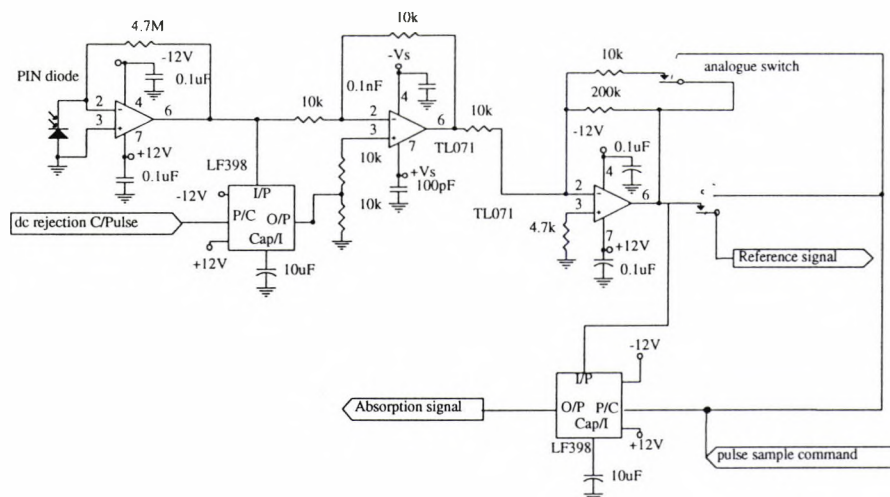 4.7M
-12V
0.1uF
PIN diode
2
4
6
3
7
+12V
0.1uF
10k
-Vs
0.1nF
10k
2
4
6
3
7
10k
TL071
+Vs
100pF
10k
10k
LF398
I/P
-12V
P/C
O/P
Cap/I
+12V
10uF
dc rejection C/Pulse
10k
analogue switch
200k
-12V
0.1uF
4
2
6
3
TL071
4.7k
7
+12V
0.1uF
Reference signal
-12V
I/P
O/P
P/C
Cap/I
LF398
+12V
10uF
Absorption signal
pulse sample command